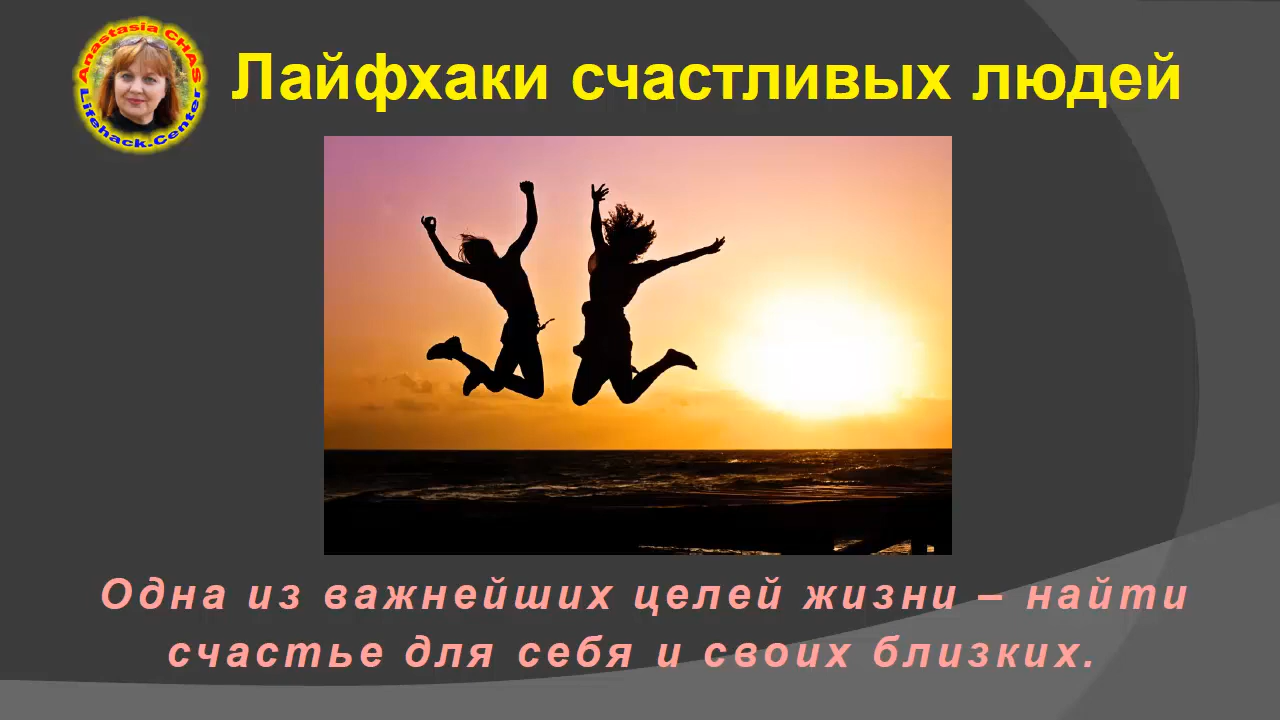 Anastasia CHAS
Lifehack.Center
Лайфхаки счастливых людей
Одна из важнейших целей жизни – найти
счастье для себя и своих близких.